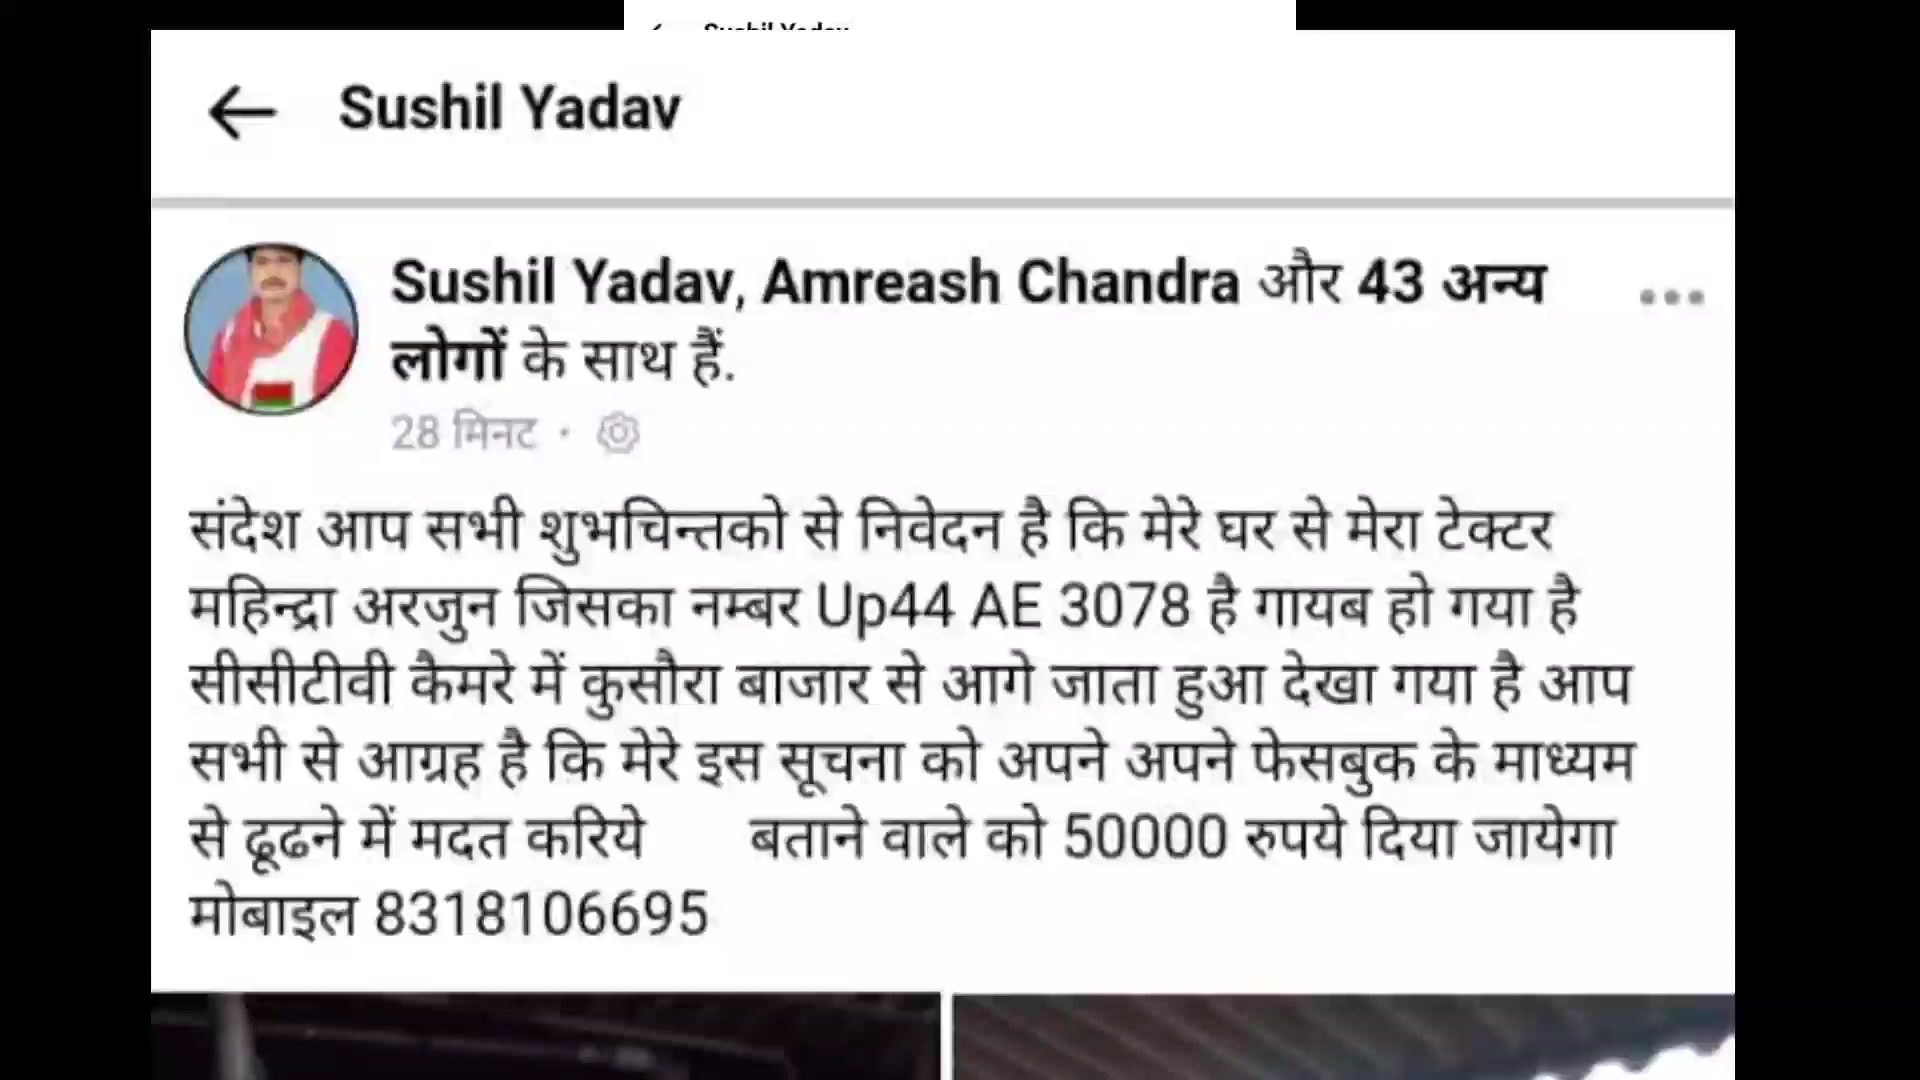 Sushil Yadav
Sushil Yadav
Sushil Yadav, Amreash Chandra और 43 अन्य
लोगों के साथ हैं.
28 मिनट ·
संदेश आप सभी शुभचिन्तको से निवेदन है कि मेरे घर से मेरा टेक्टर
महिन्द्रा अरजुन जिसका नम्बर Up44 AE 3078 है गायब हो गया है
सीसीटीवी कैमरे में कुसौरा बाजार से आगे जाता हुआ देखा गया है आप
सभी से आग्रह है कि मेरे इस सूचना को अपने अपने फेसबुक के माध्यम
से ढूढने में मदत करिये बताने वाले को 50000 रुपये दिया जायेगा
मोबाइल 8318106695